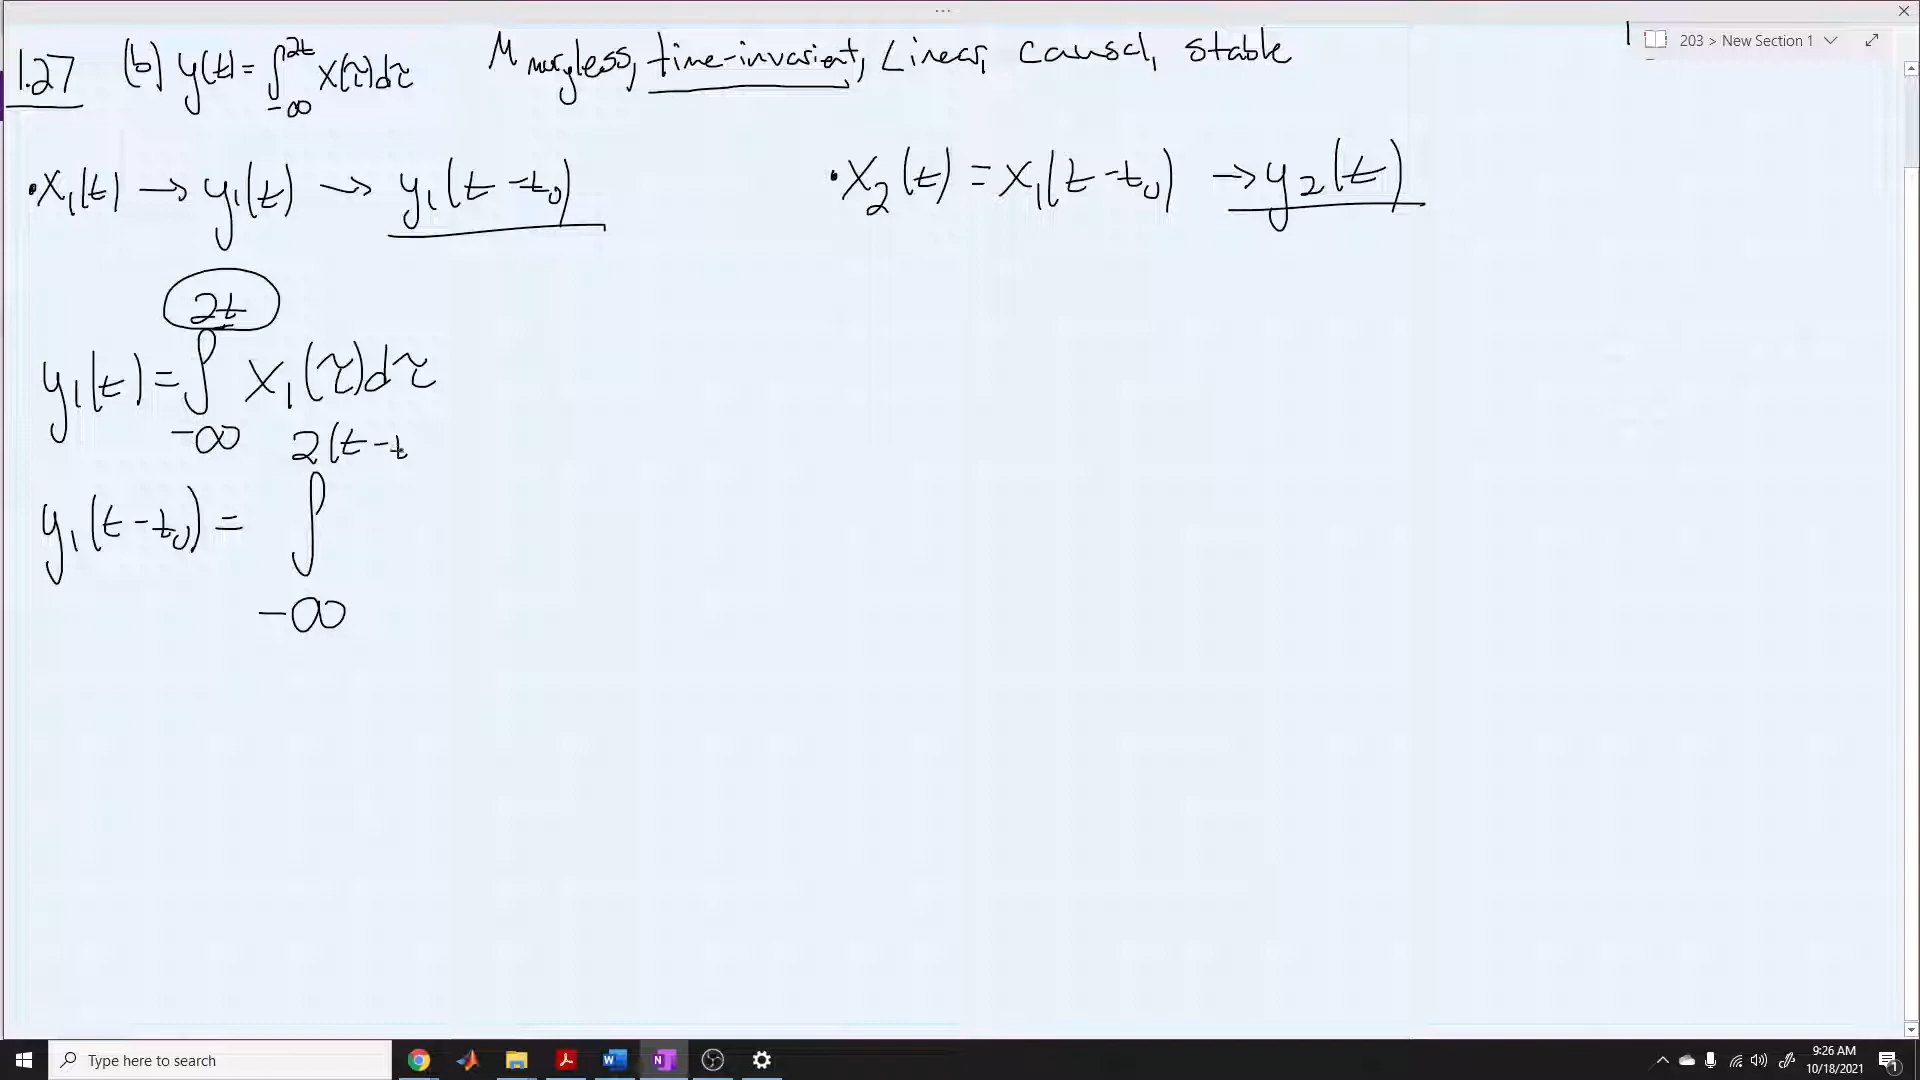 203 > New Section 1
1.27 (b) y(t) = ∫_{-∞}^{2t} x(τ)dτ Memoryless, time-invariant, Linear, causal, stable
•x₁(t) → y₁(t) → y₁(t-t₀)
•x₂(t) = x₁(t-t₀) → y₂(t)
y₁(t) = ∫_{-∞}^{2t} x₁(τ)dτ
y₁(t-t₀) = ∫_{-∞}^{2(t-t
Type here to search
9:26 AM
10/18/2021
1